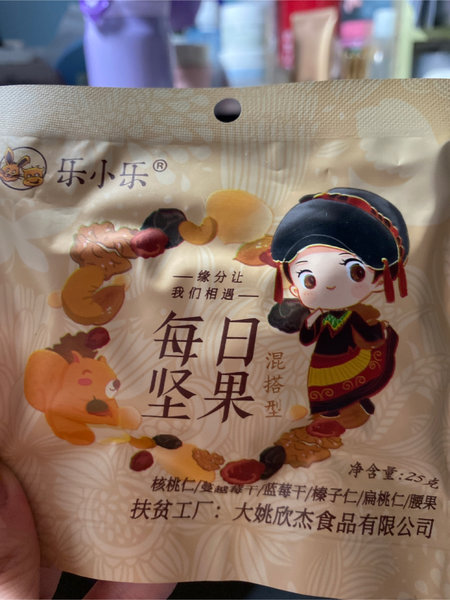 乐小乐®
缘分让
我们相遇
每日
坚果
混搭型
净含量:25克
核桃仁/蔓越莓干/蓝莓干/榛子仁/扁桃仁/腰果
扶贫工厂：大姚欣杰食品有限公司